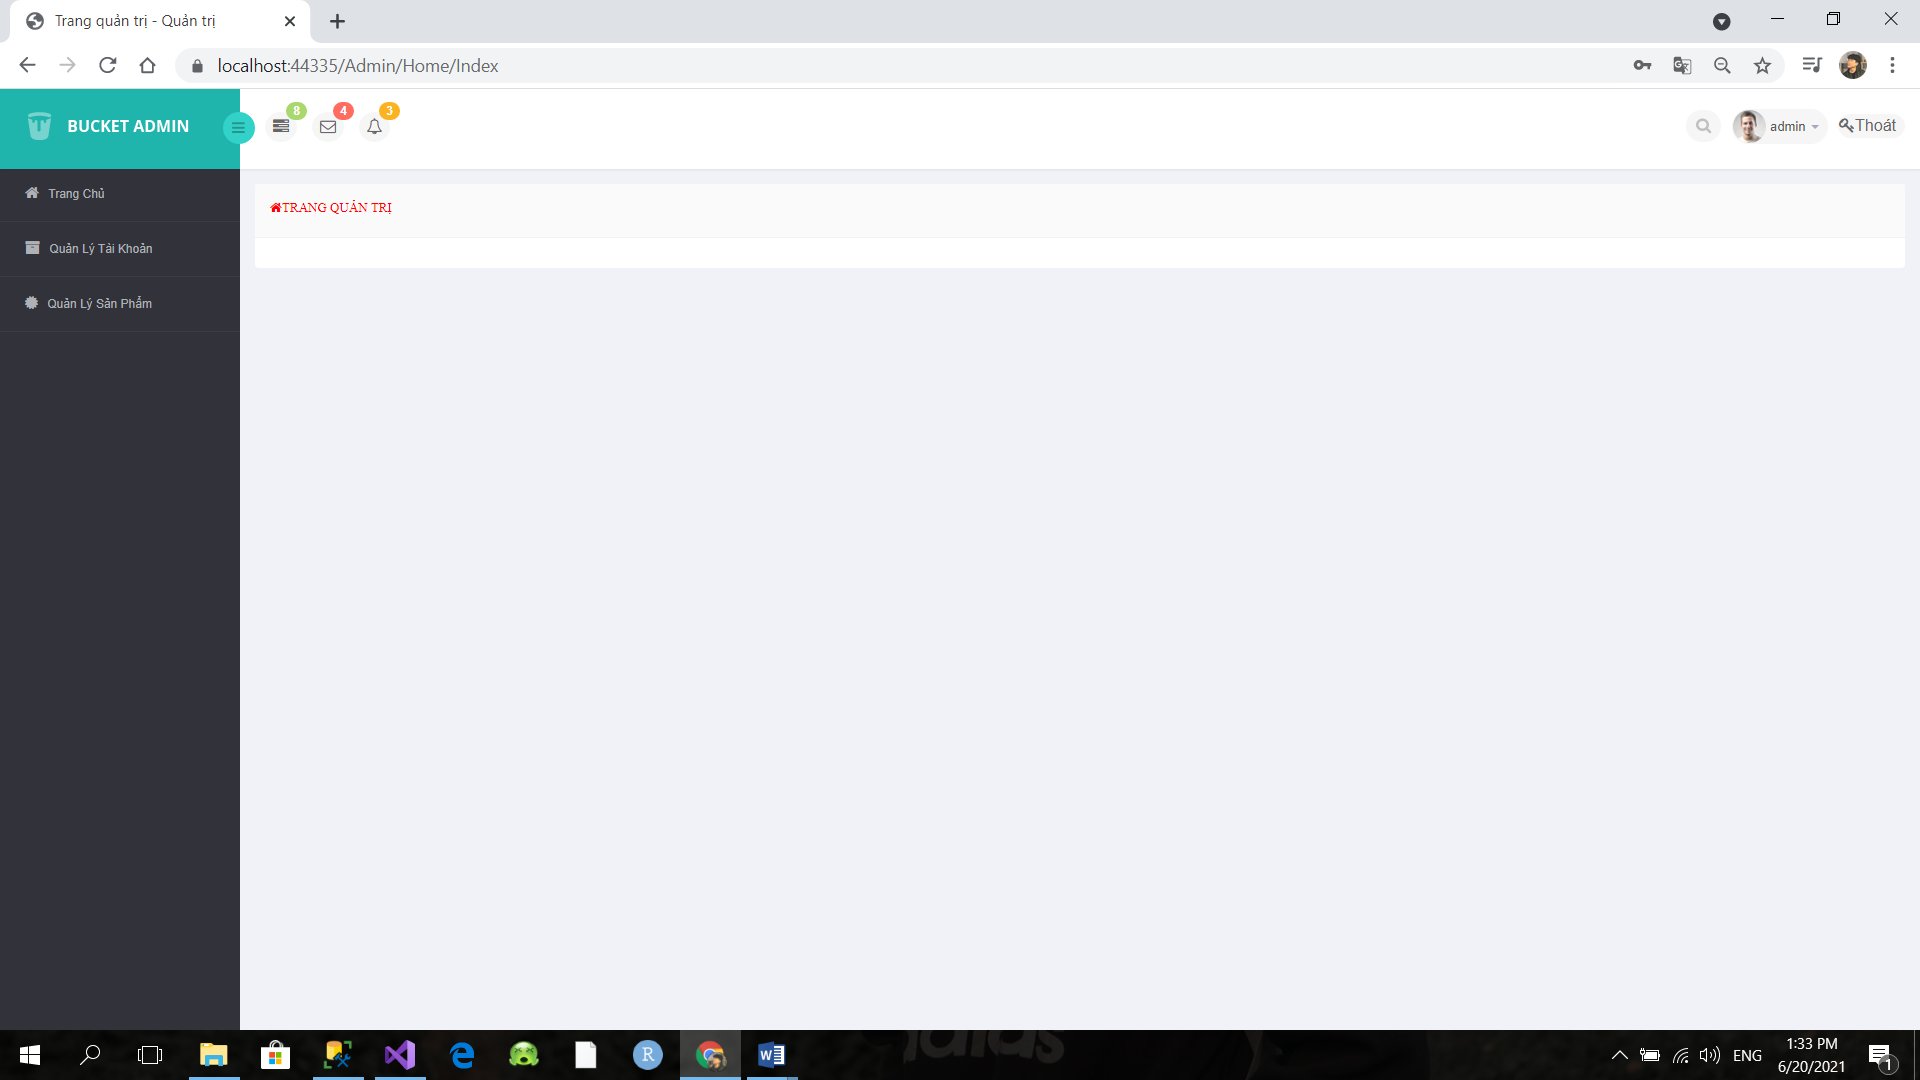 Trang quản trị - Quản trị
localhost:44335/Admin/Home/Index
BUCKET ADMIN
8
4
3
admin
Thoát
Trang Chủ
Quản Lý Tài Khoản
Quản Lý Sản Phẩm
TRANG QUẢN TRỊ
R
W
ENG
1:33 PM
6/20/2021
1